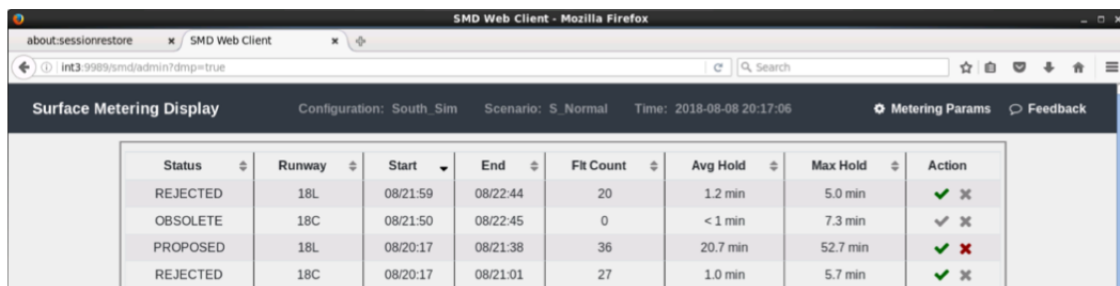 SMD Web Client - Mozilla Firefox
about:sessionrestore SMD Web Client
int3:9989/smd/admin?dmp=true Search
Surface Metering Display Configuration: South_Sim Scenario: S_Normal Time: 2018-08-08 20:17:06 Metering Params Feedback
Status Runway Start End Flt Count Avg Hold Max Hold Action
REJECTED 18L 08/21:59 08/22:44 20 1.2 min 5.0 min
OBSOLETE 18C 08/21:50 08/22:45 0 < 1 min 7.3 min
PROPOSED 18L 08/20:17 08/21:38 36 20.7 min 52.7 min
REJECTED 18C 08/20:17 08/21:01 27 1.0 min 5.7 min